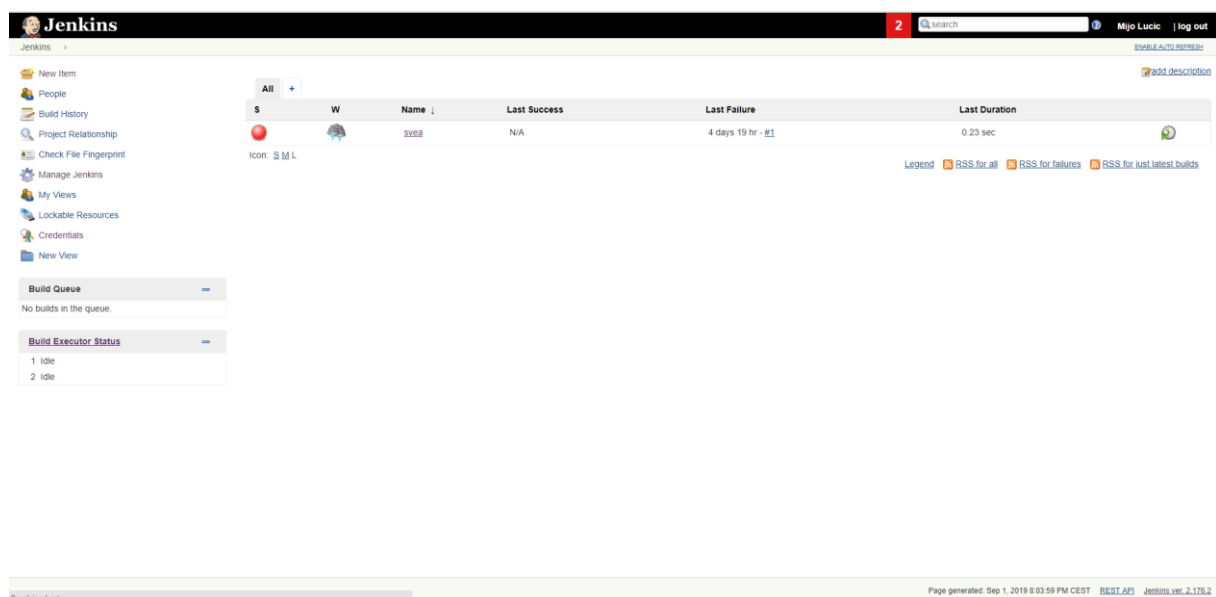 Jenkins
2 search Mijo Lucic | log out
Jenkins
ENABLE AUTO REFRESH
New Item
People
Build History
Project Relationship
Check File Fingerprint
Manage Jenkins
My Views
Lockable Resources
Credentials
New View
Build Queue
No builds in the queue.
Build Executor Status
1 Idle
2 Idle
add description
All +
S W Name ↓ Last Success Last Failure Last Duration
svea N/A 4 days 19 hr - #1 0.23 sec
Icon: S M L
Legend RSS for all RSS for failures RSS for just latest builds
Page generated: Sep 1, 2019 8:03:59 PM CEST REST API Jenkins ver. 2.176.2